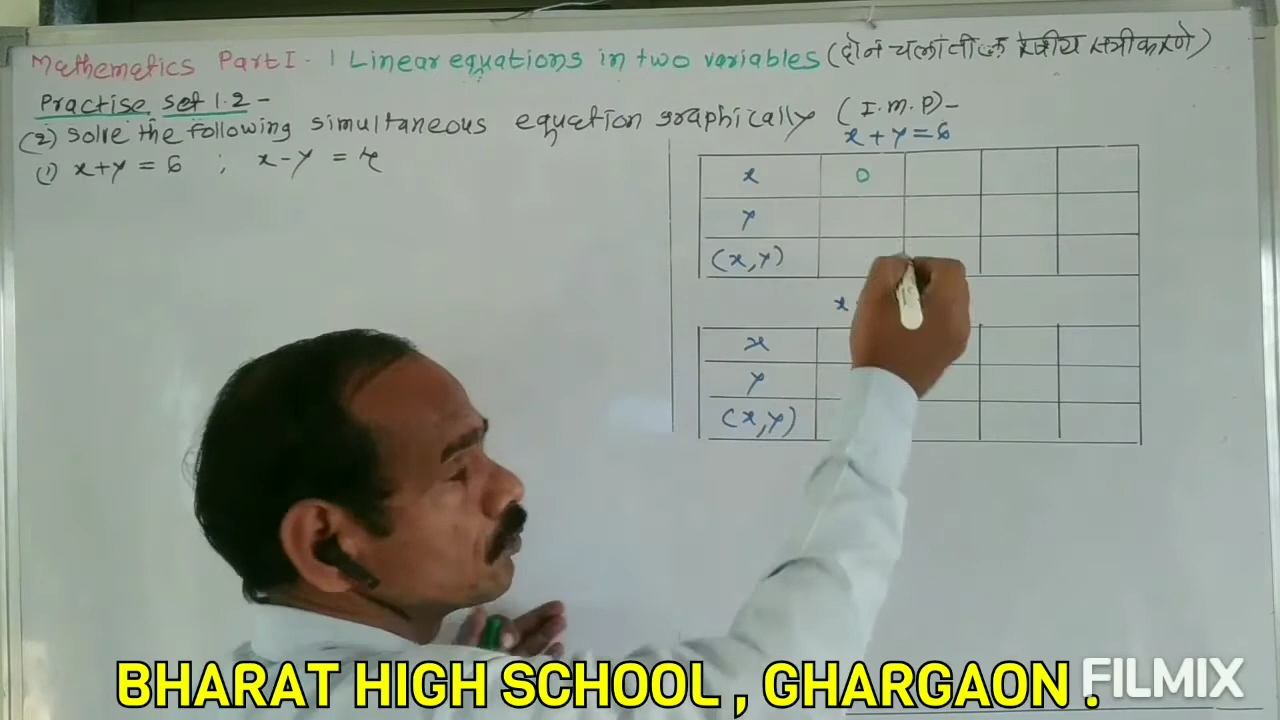 Mathematics Part I - 1 Linear equations in two variables (दोन चलांतील रेषीय समीकरणे)
Practise Set 1.2 -
(2) Solve the following simultaneous equation graphically (I.M.P) -
(1) x+y = 6 ; x-y = 4
x + y = 6
x 0
y
(x,y)
x
x
y
(x,y)
BHARAT HIGH SCHOOL , GHARGAON .
FILMIX